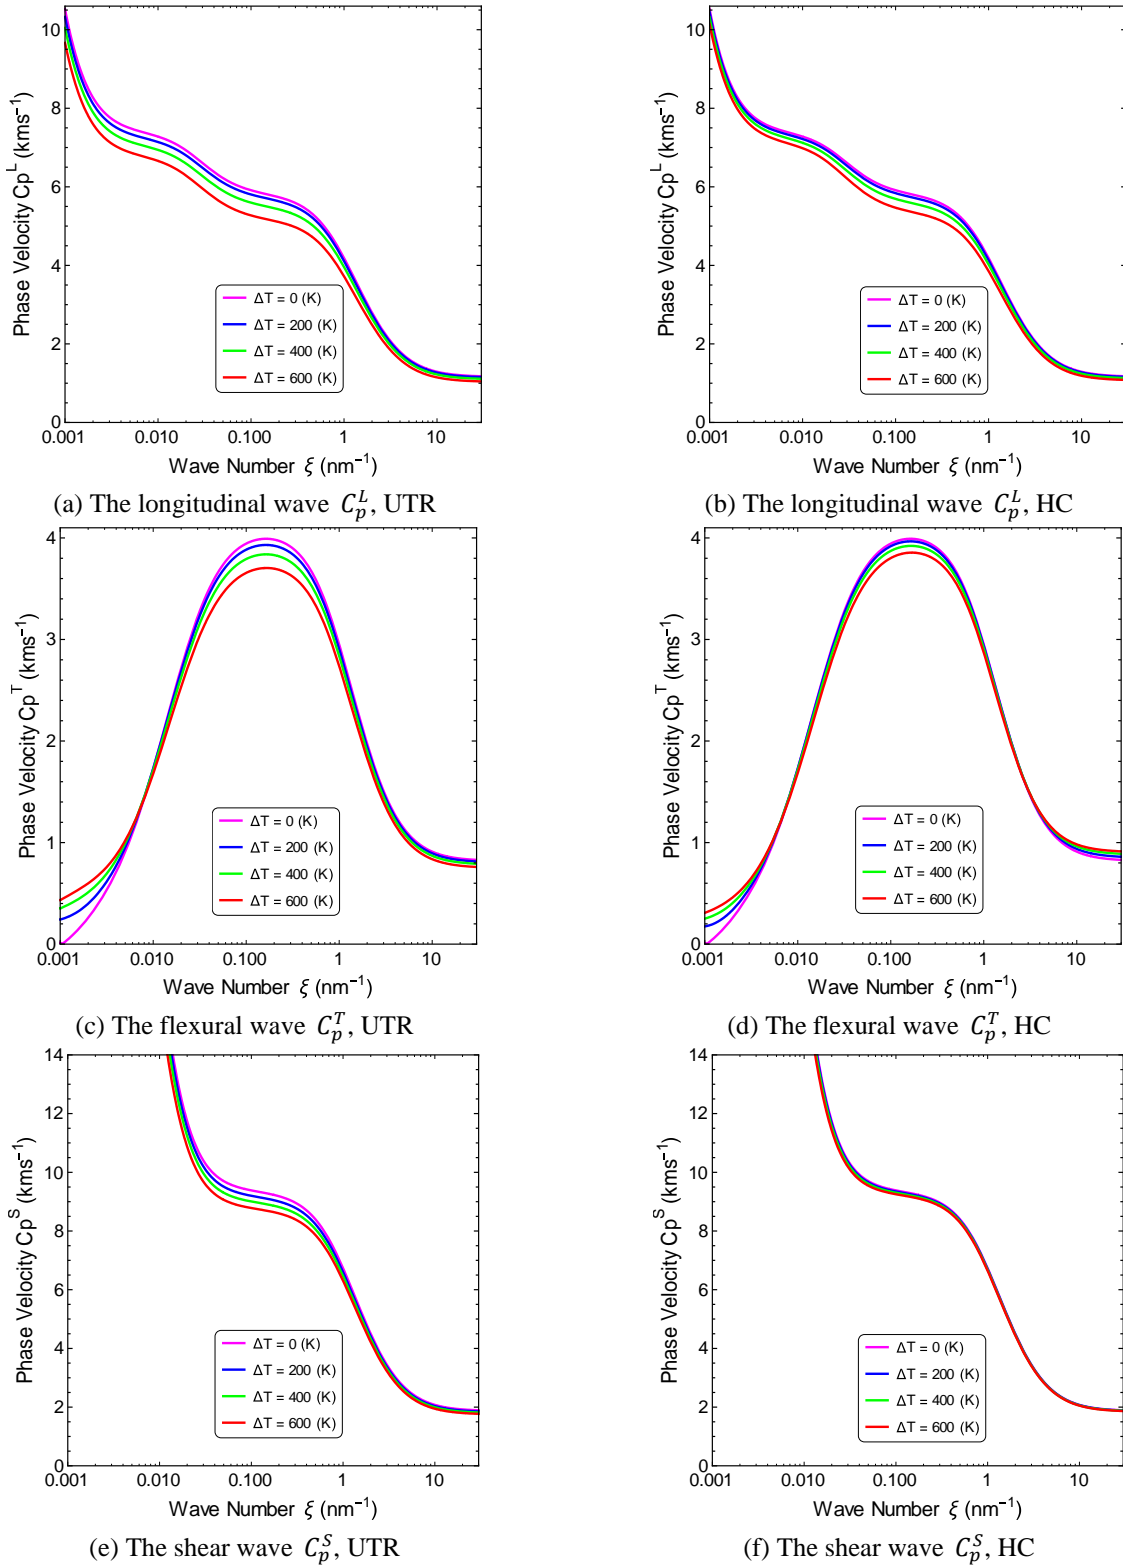 10
8
6
4
2
0
0.001 0.010 0.100 1 10
Phase Velocity Cp^L (kms⁻¹)
Wave Number ξ (nm⁻¹)
ΔT = 0 (K)
ΔT = 200 (K)
ΔT = 400 (K)
ΔT = 600 (K)
(a) The longitudinal wave C_p^L, UTR
10
8
6
4
2
0
0.001 0.010 0.100 1 10
Phase Velocity Cp^L (kms⁻¹)
Wave Number ξ (nm⁻¹)
ΔT = 0 (K)
ΔT = 200 (K)
ΔT = 400 (K)
ΔT = 600 (K)
(b) The longitudinal wave C_p^L, HC
4
3
2
1
0
0.001 0.010 0.100 1 10
Phase Velocity Cp^T (kms⁻¹)
Wave Number ξ (nm⁻¹)
ΔT = 0 (K)
ΔT = 200 (K)
ΔT = 400 (K)
ΔT = 600 (K)
(c) The flexural wave C_p^T, UTR
4
3
2
1
0
0.001 0.010 0.100 1 10
Phase Velocity Cp^T (kms⁻¹)
Wave Number ξ (nm⁻¹)
ΔT = 0 (K)
ΔT = 200 (K)
ΔT = 400 (K)
ΔT = 600 (K)
(d) The flexural wave C_p^T, HC
14
12
10
8
6
4
2
0
0.001 0.010 0.100 1 10
Phase Velocity Cp^S (kms⁻¹)
Wave Number ξ (nm⁻¹)
ΔT = 0 (K)
ΔT = 200 (K)
ΔT = 400 (K)
ΔT = 600 (K)
(e) The shear wave C_p^S, UTR
14
12
10
8
6
4
2
0
0.001 0.010 0.100 1 10
Phase Velocity Cp^S (kms⁻¹)
Wave Number ξ (nm⁻¹)
ΔT = 0 (K)
ΔT = 200 (K)
ΔT = 400 (K)
ΔT = 600 (K)
(f) The shear wave C_p^S, HC